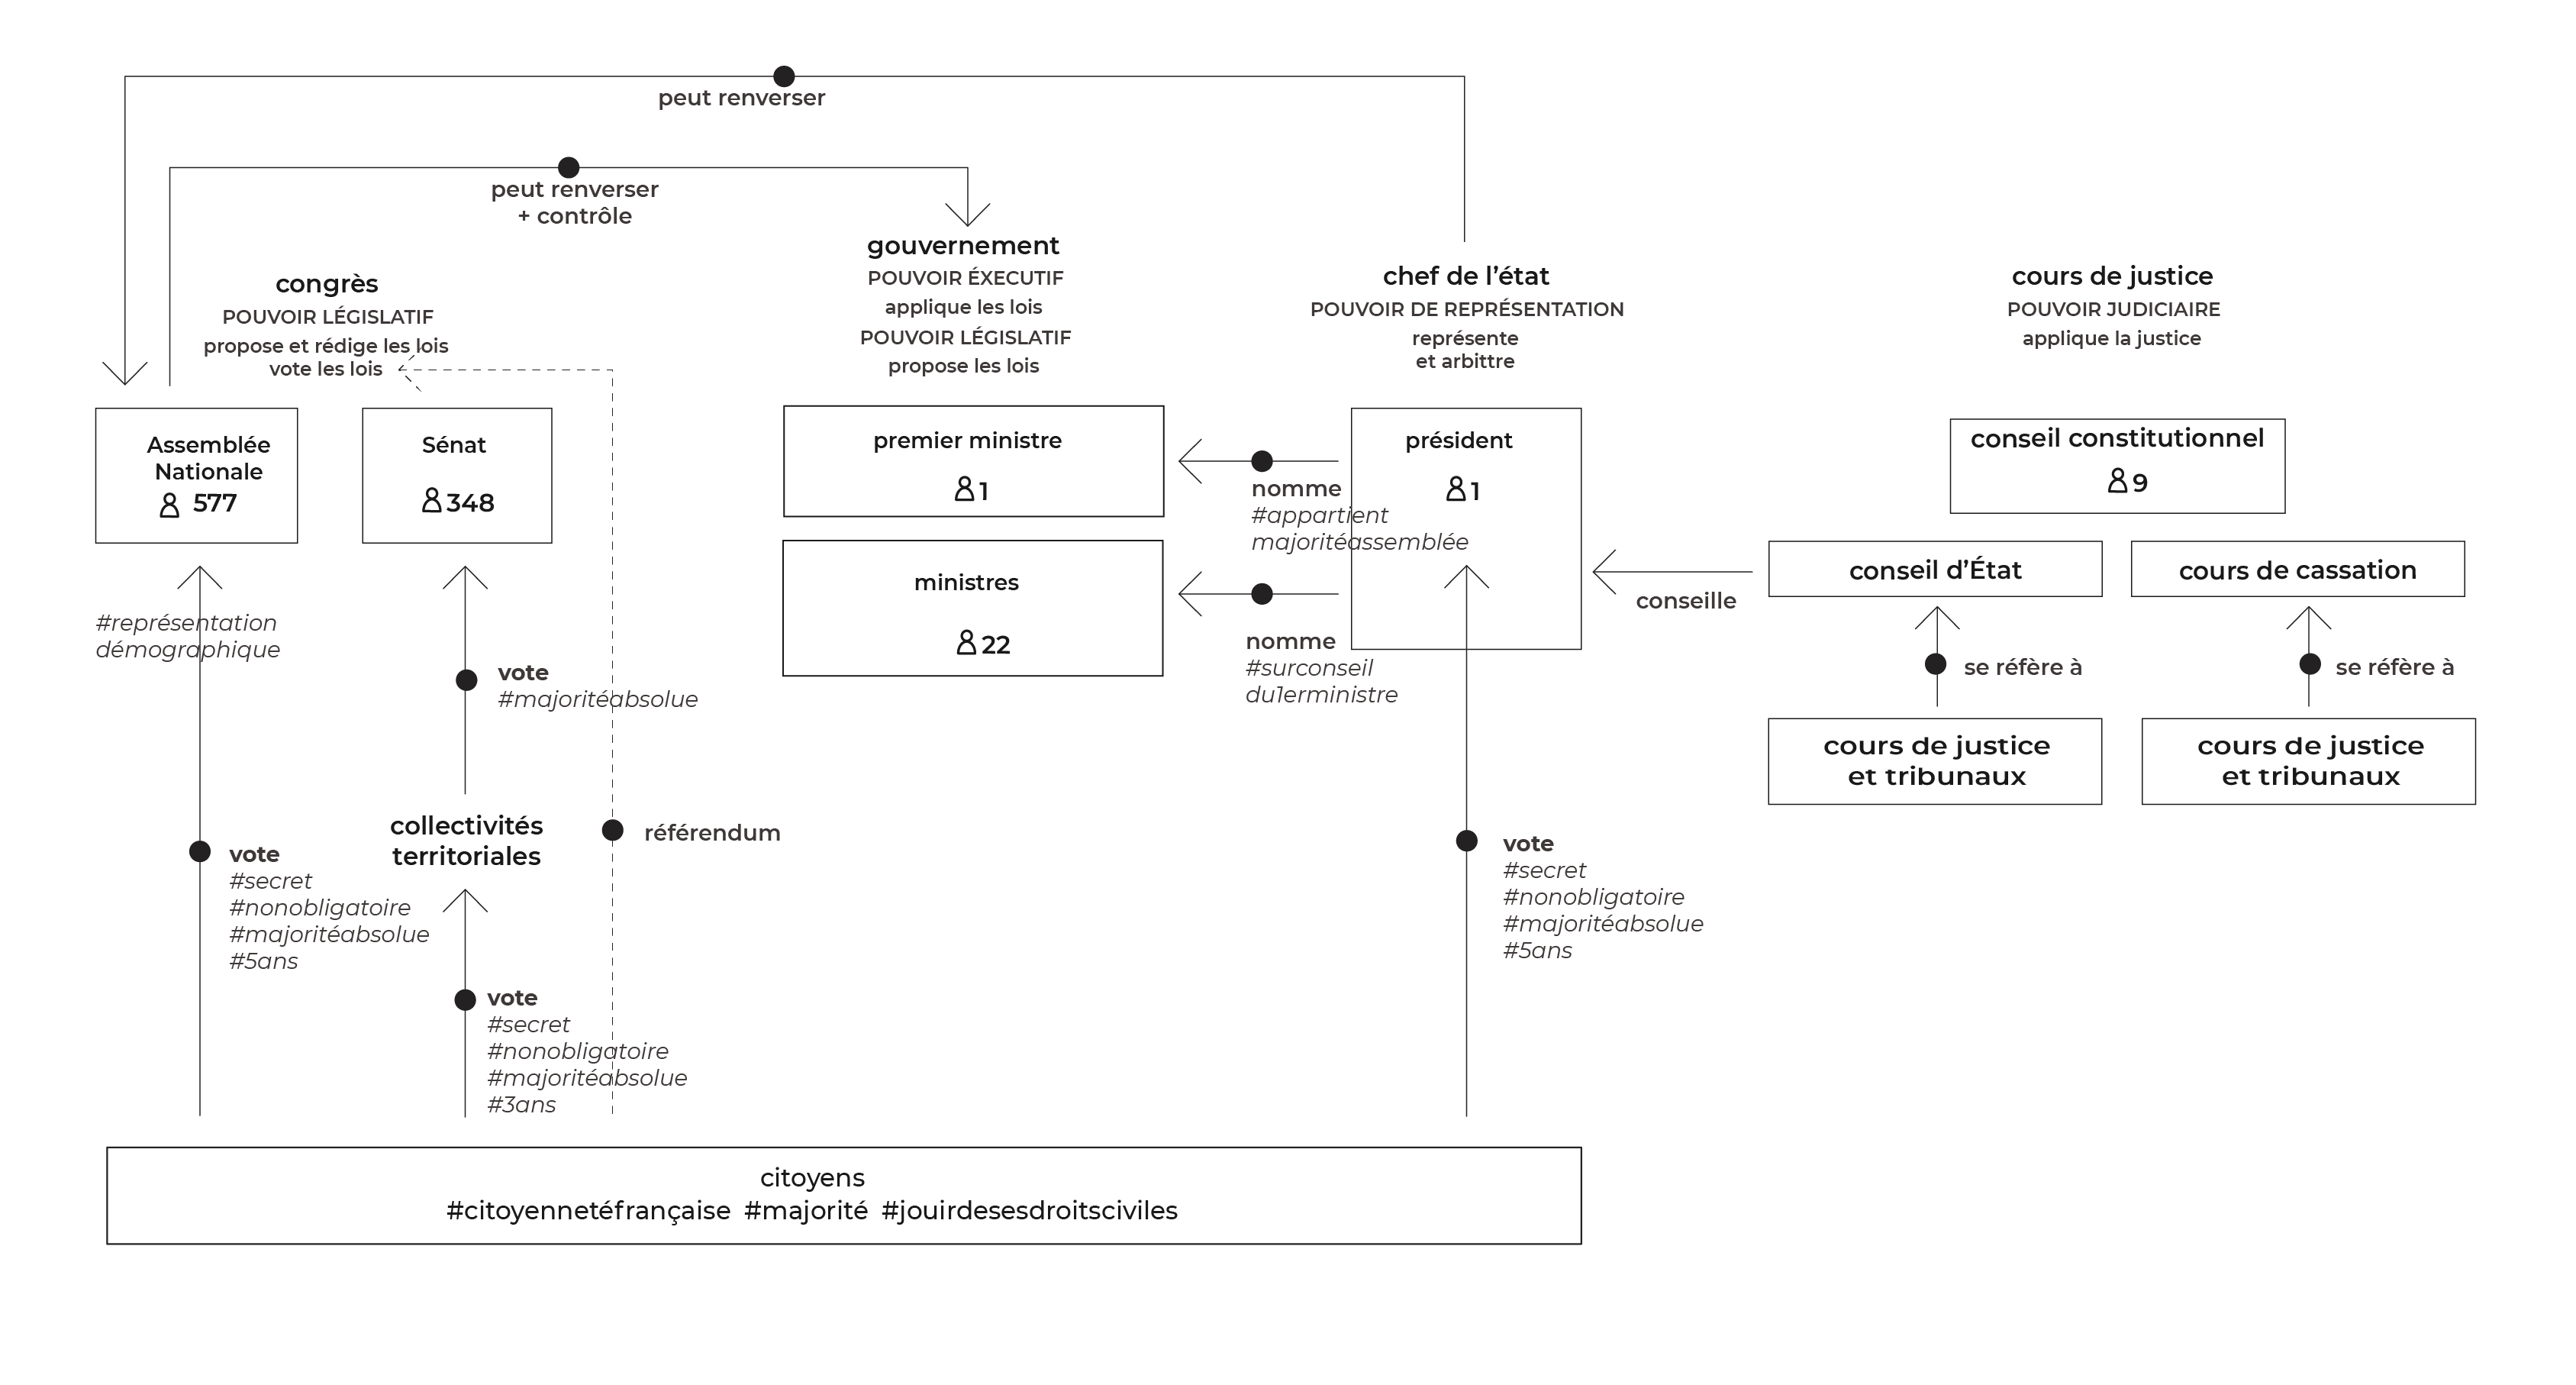 peut renverser
peut renverser
+ contrôle
congrès
POUVOIR LÉGISLATIF
propose et rédige les lois
vote les lois
gouvernement
POUVOIR ÉXECUTIF
applique les lois
POUVOIR LÉGISLATIF
propose les lois
chef de l’état
POUVOIR DE REPRÉSENTATION
représente
et arbittre
cours de justice
POUVOIR JUDICIAIRE
applique la justice
Assemblée
Nationale
577
Sénat
348
premier ministre
1
ministres
22
nomme
#appartient
majoritéassemblée
nomme
#surconseil
du1erministre
président
1
conseille
conseil constitutionnel
9
conseil d’État
cours de cassation
se réfère à
se réfère à
cours de justice
et tribunaux
cours de justice
et tribunaux
#représentation
démographique
vote
#majoritéabsolue
collectivités
territoriales
référendum
vote
#secret
#nonobligatoire
#majoritéabsolue
#5ans
vote
#secret
#nonobligatoire
#majoritéabsolue
#3ans
vote
#secret
#nonobligatoire
#majoritéabsolue
#5ans
citoyens
#citoyennetéfrançaise #majorité #jouirdesesdroitsciviles